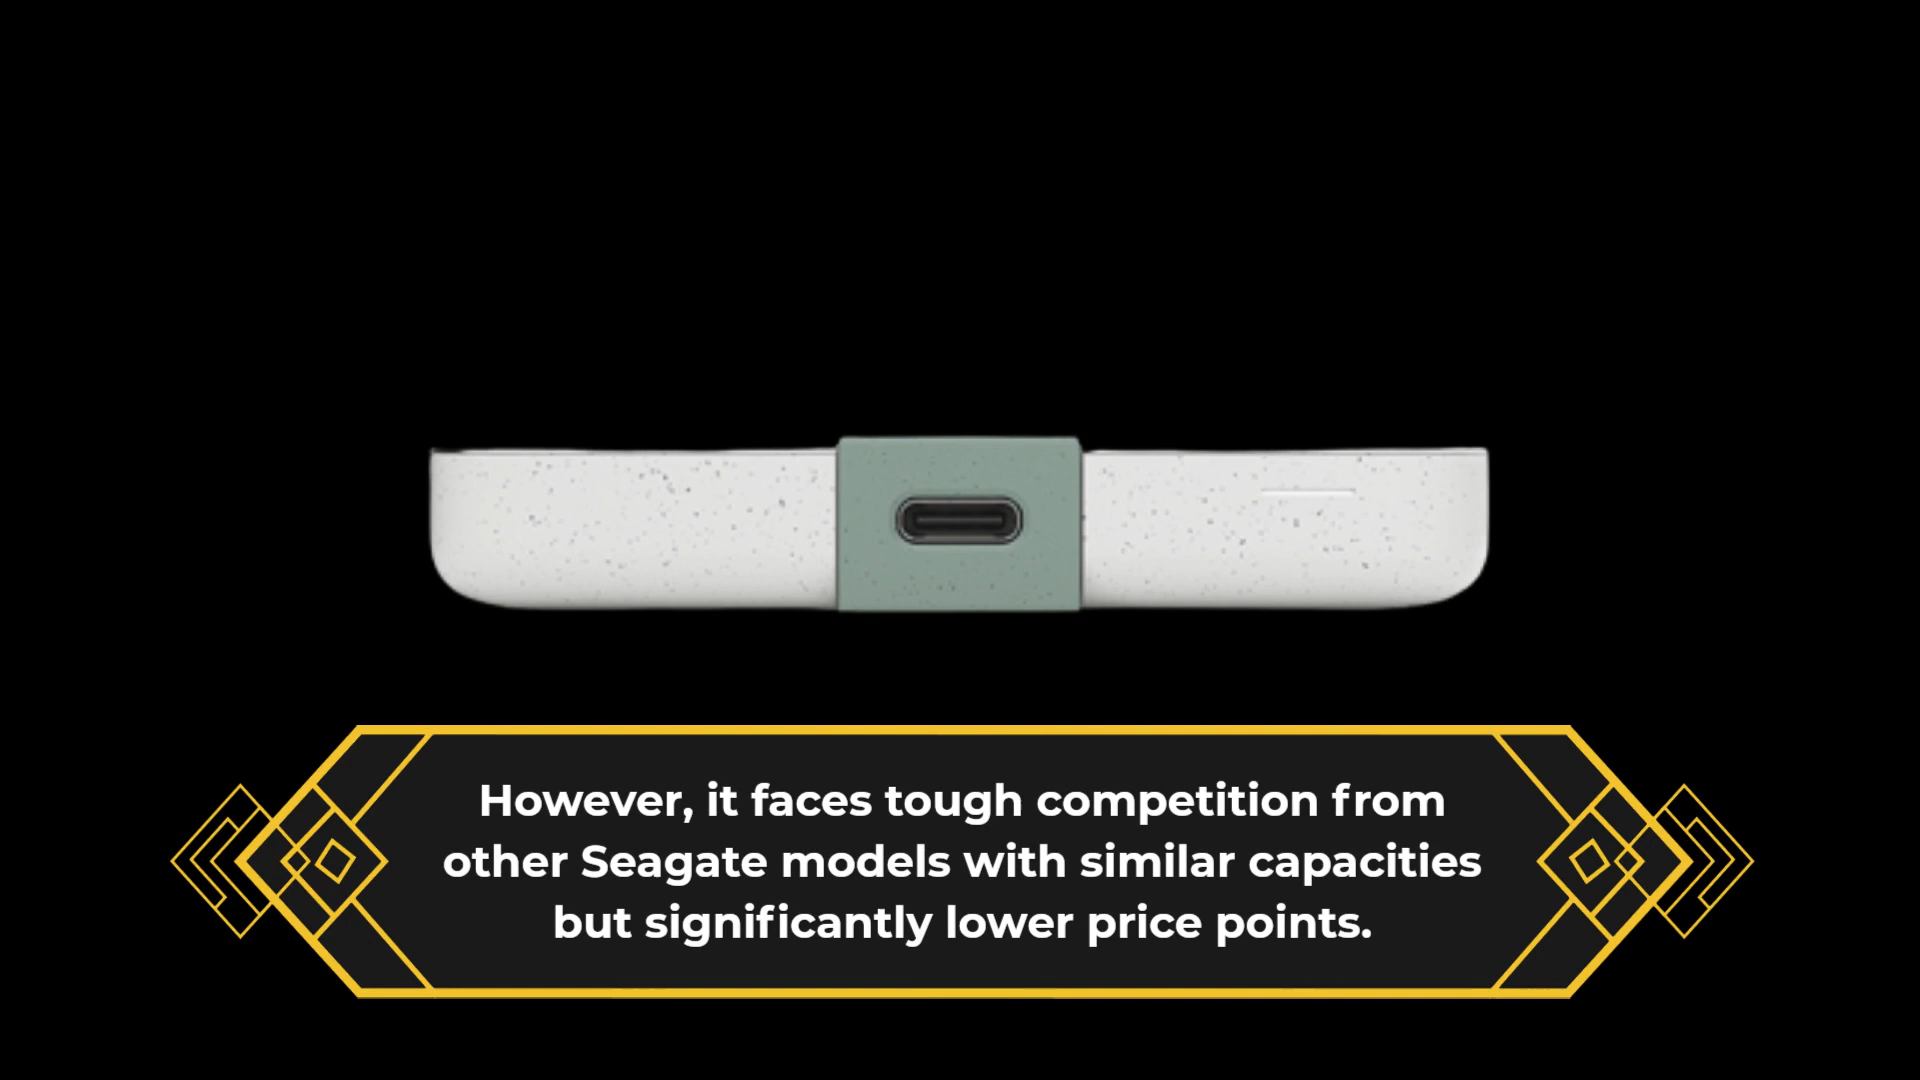 However, it faces tough competition from
other Seagate models with similar capacities
but significantly lower price points.